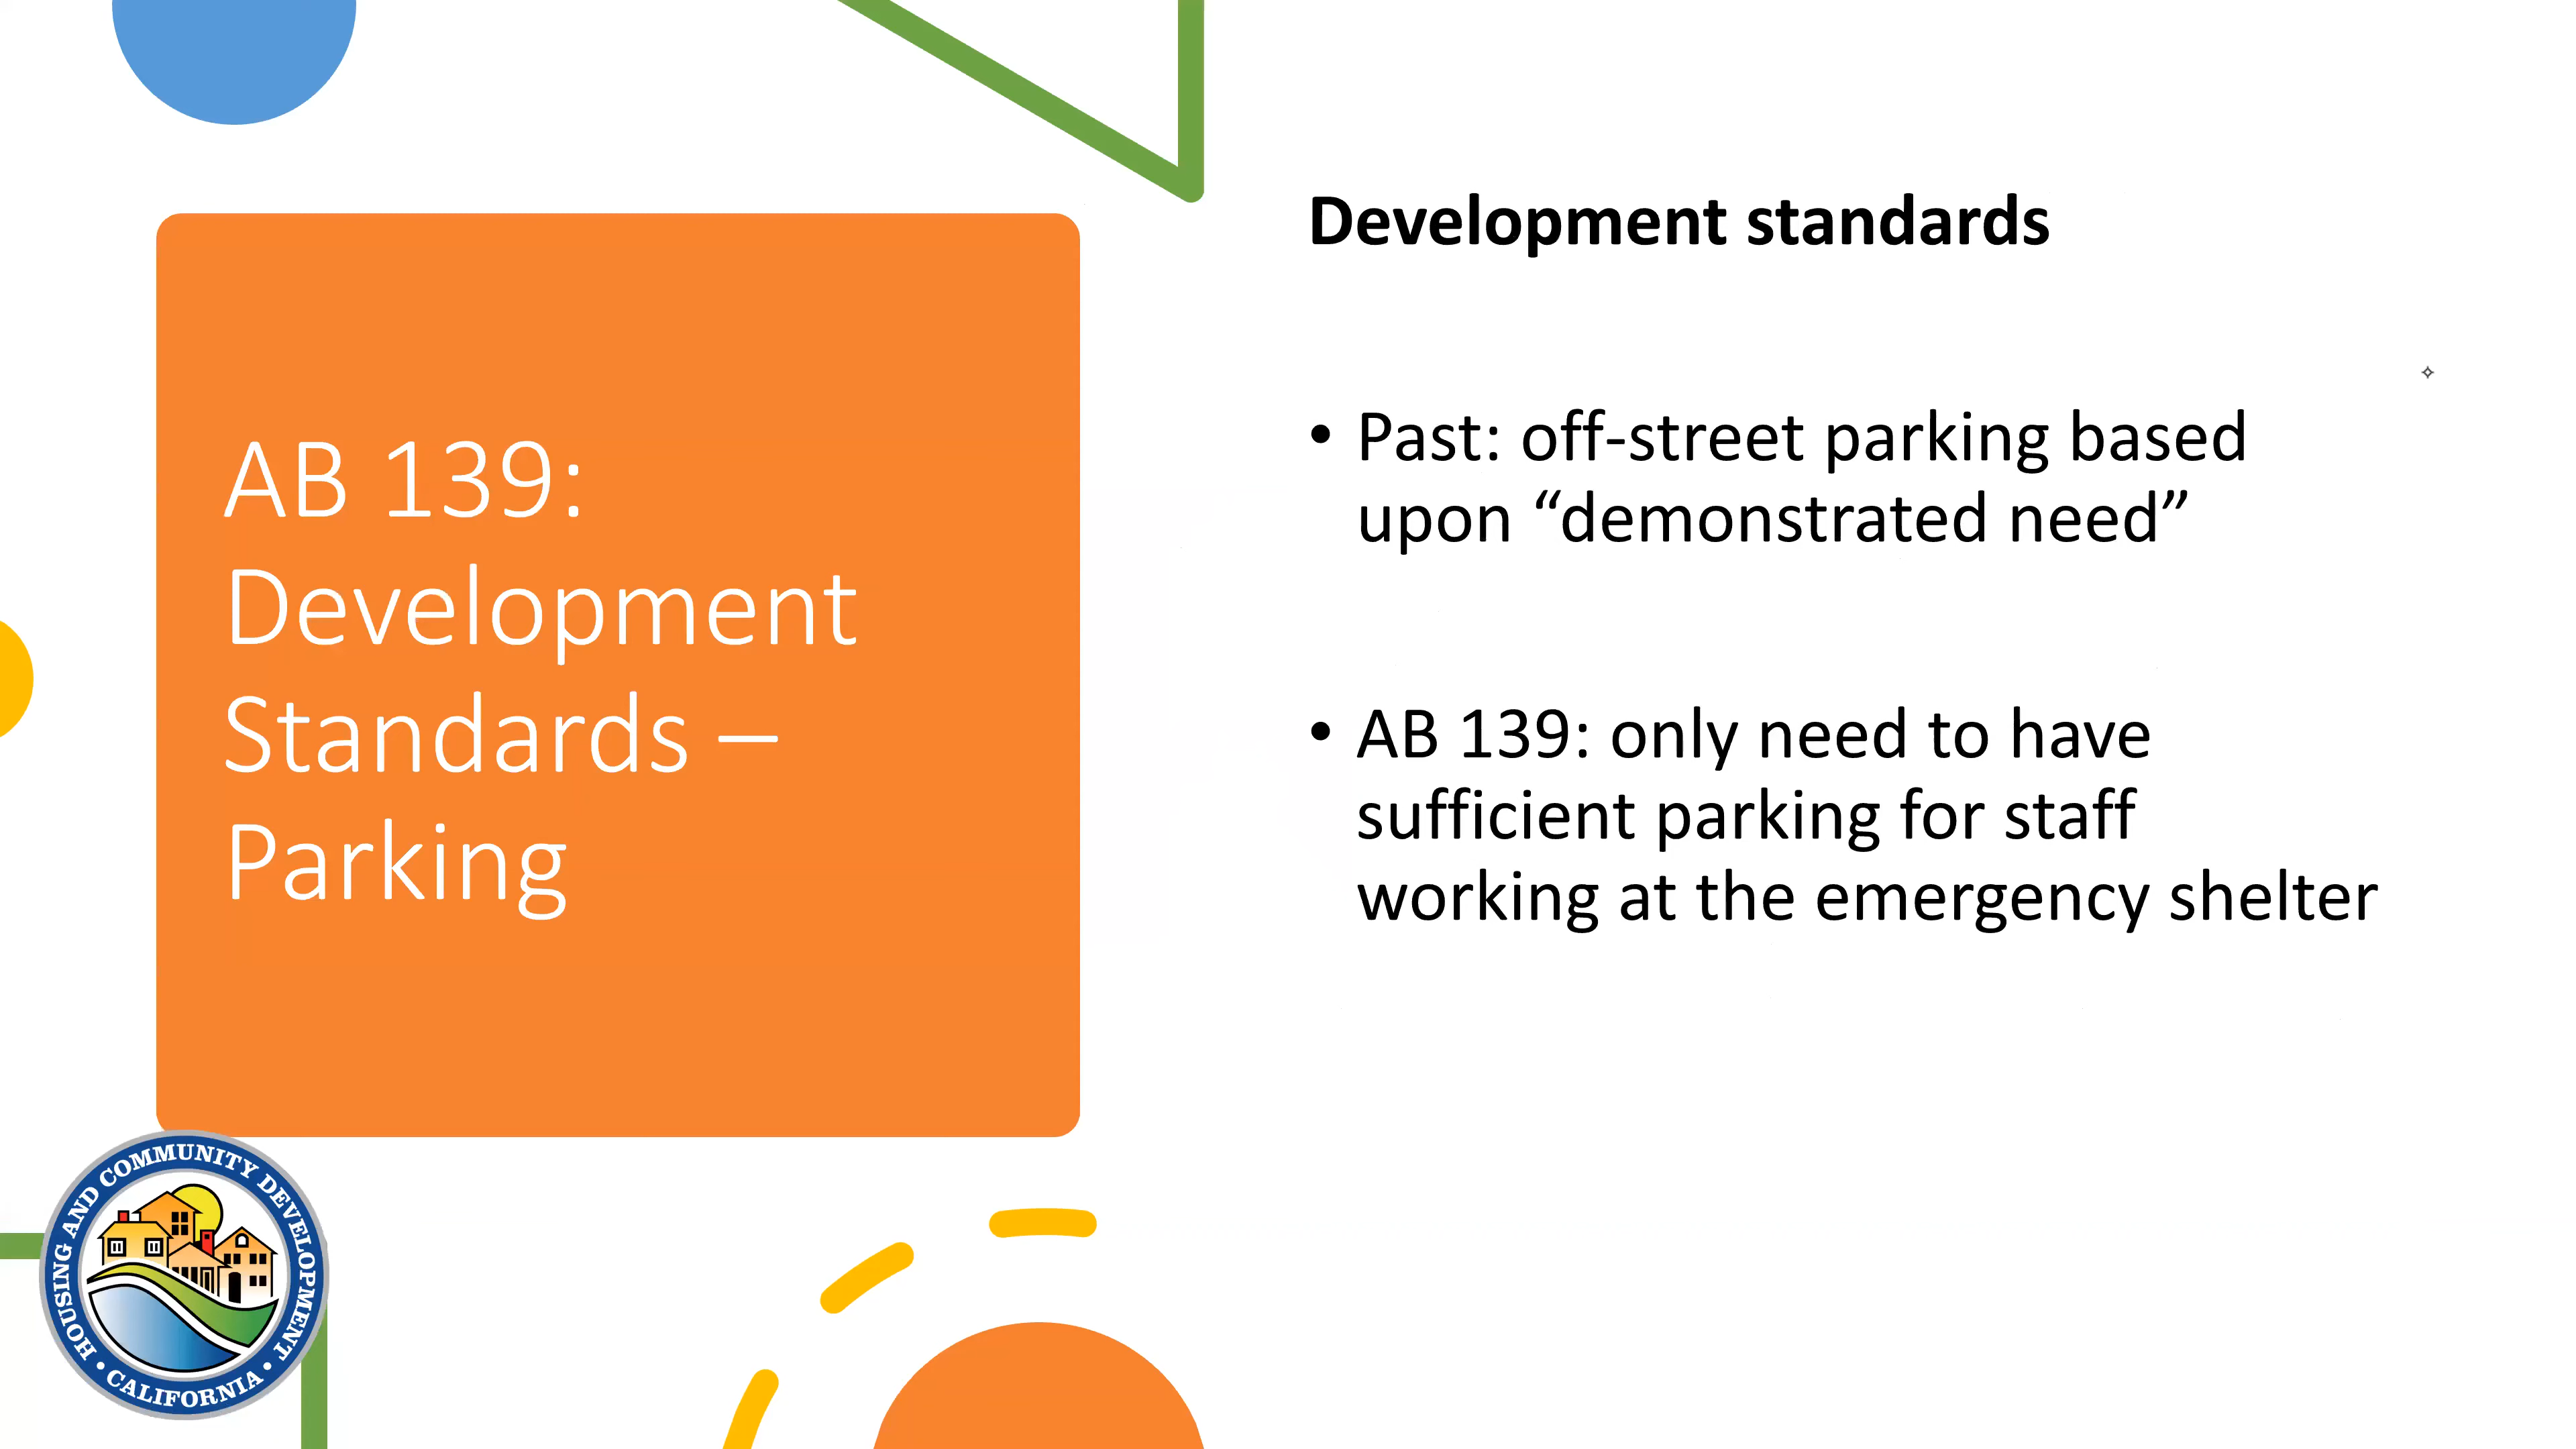 AB 139:
Development
Standards –
Parking
Development standards
• Past: off-street parking based
upon “demonstrated need”
• AB 139: only need to have
sufficient parking for staff
working at the emergency shelter
HOUSING AND COMMUNITY DEVELOPMENT
• CALIFORNIA •